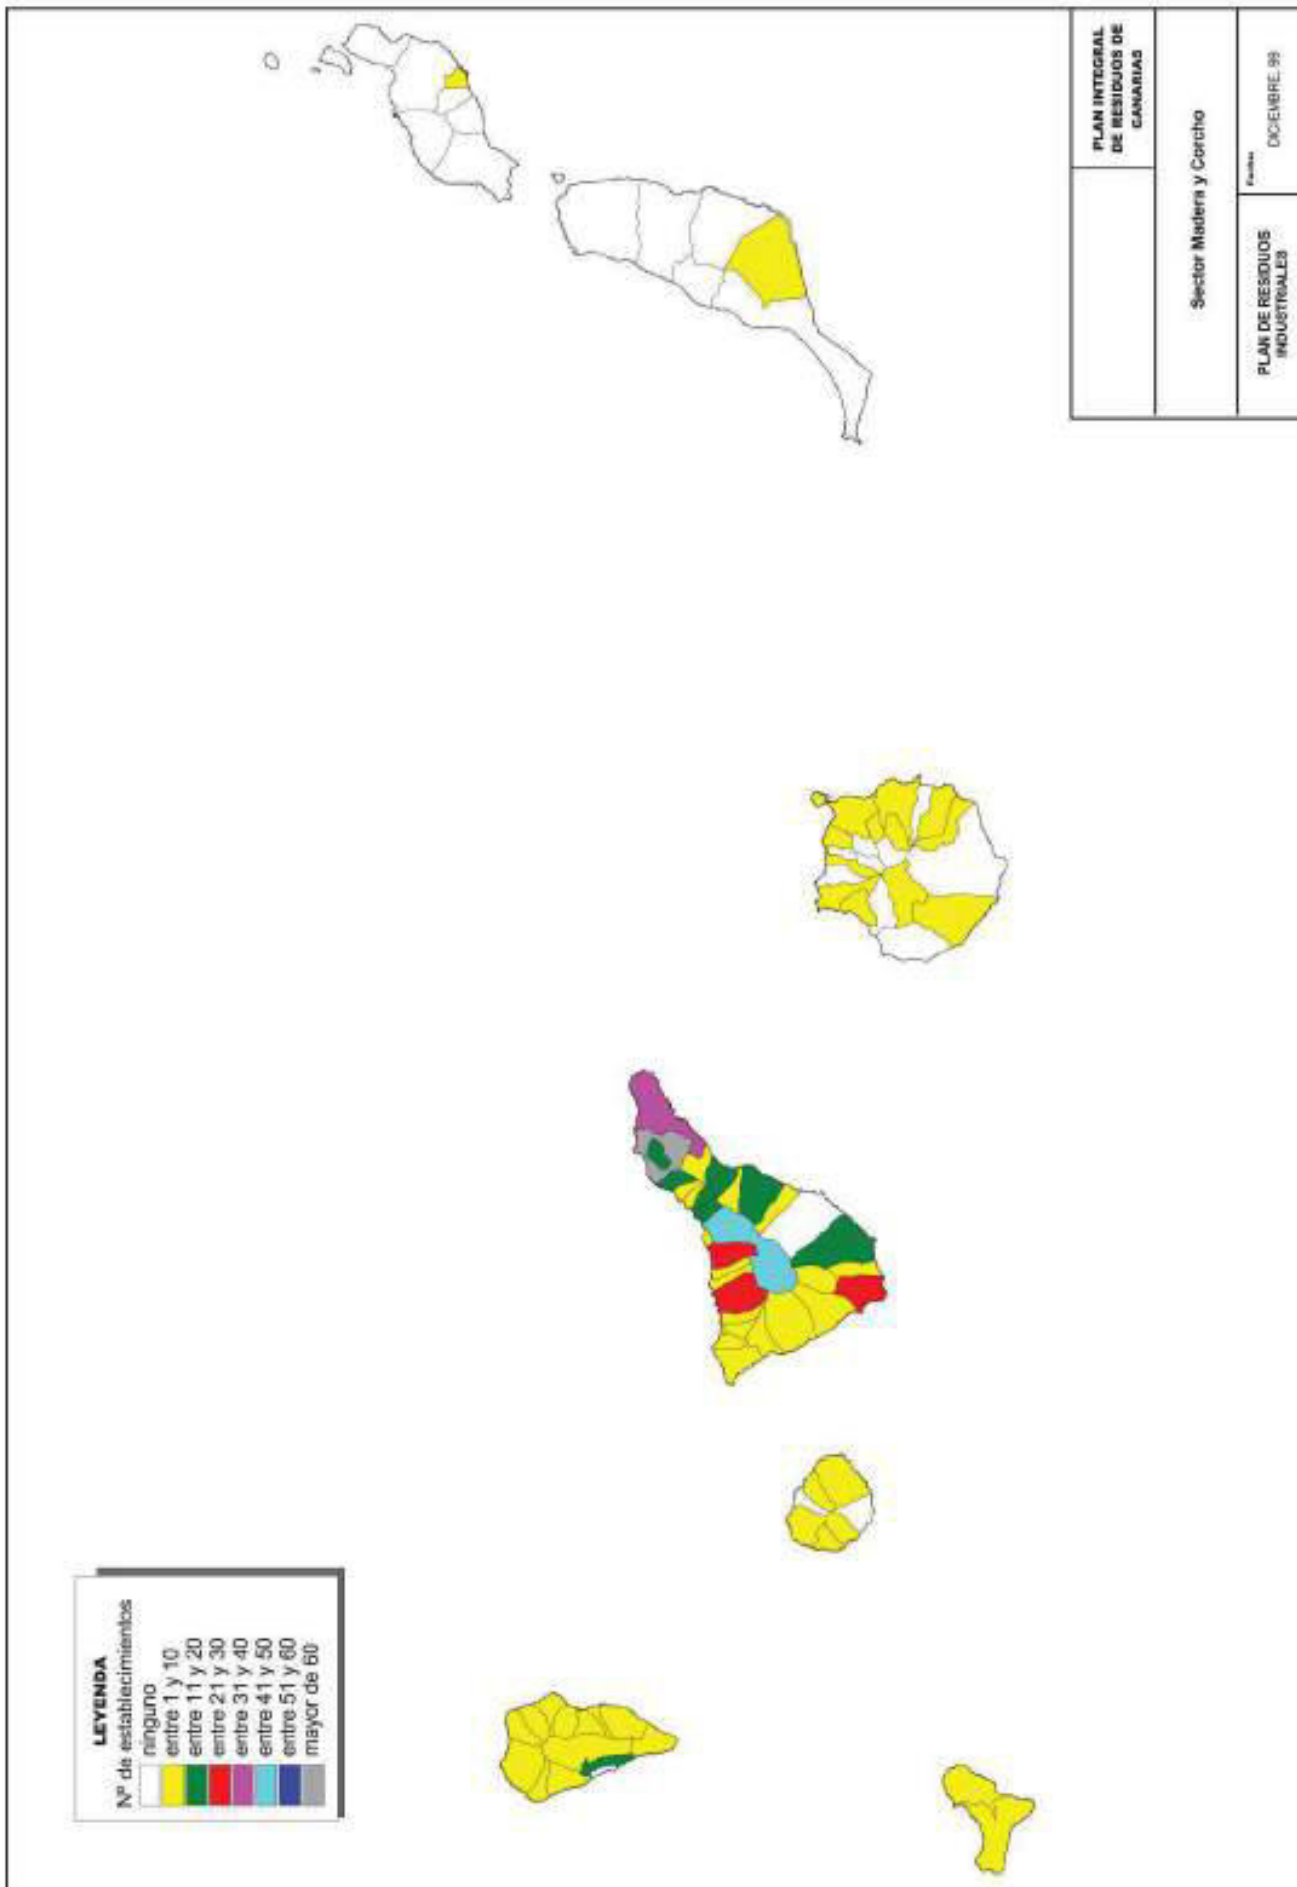 LEYENDA
Nº de establecimientos
ninguno
entre 1 y 10
entre 11 y 20
entre 21 y 30
entre 31 y 40
entre 41 y 50
entre 51 y 60
mayor de 60
PLAN INTEGRAL
DE RESIDUOS DE
CANARIAS
Sector Madera y Corcho
PLAN DE RESIDUOS
INDUSTRIALES
Fecha:
DICIEMBRE, 99